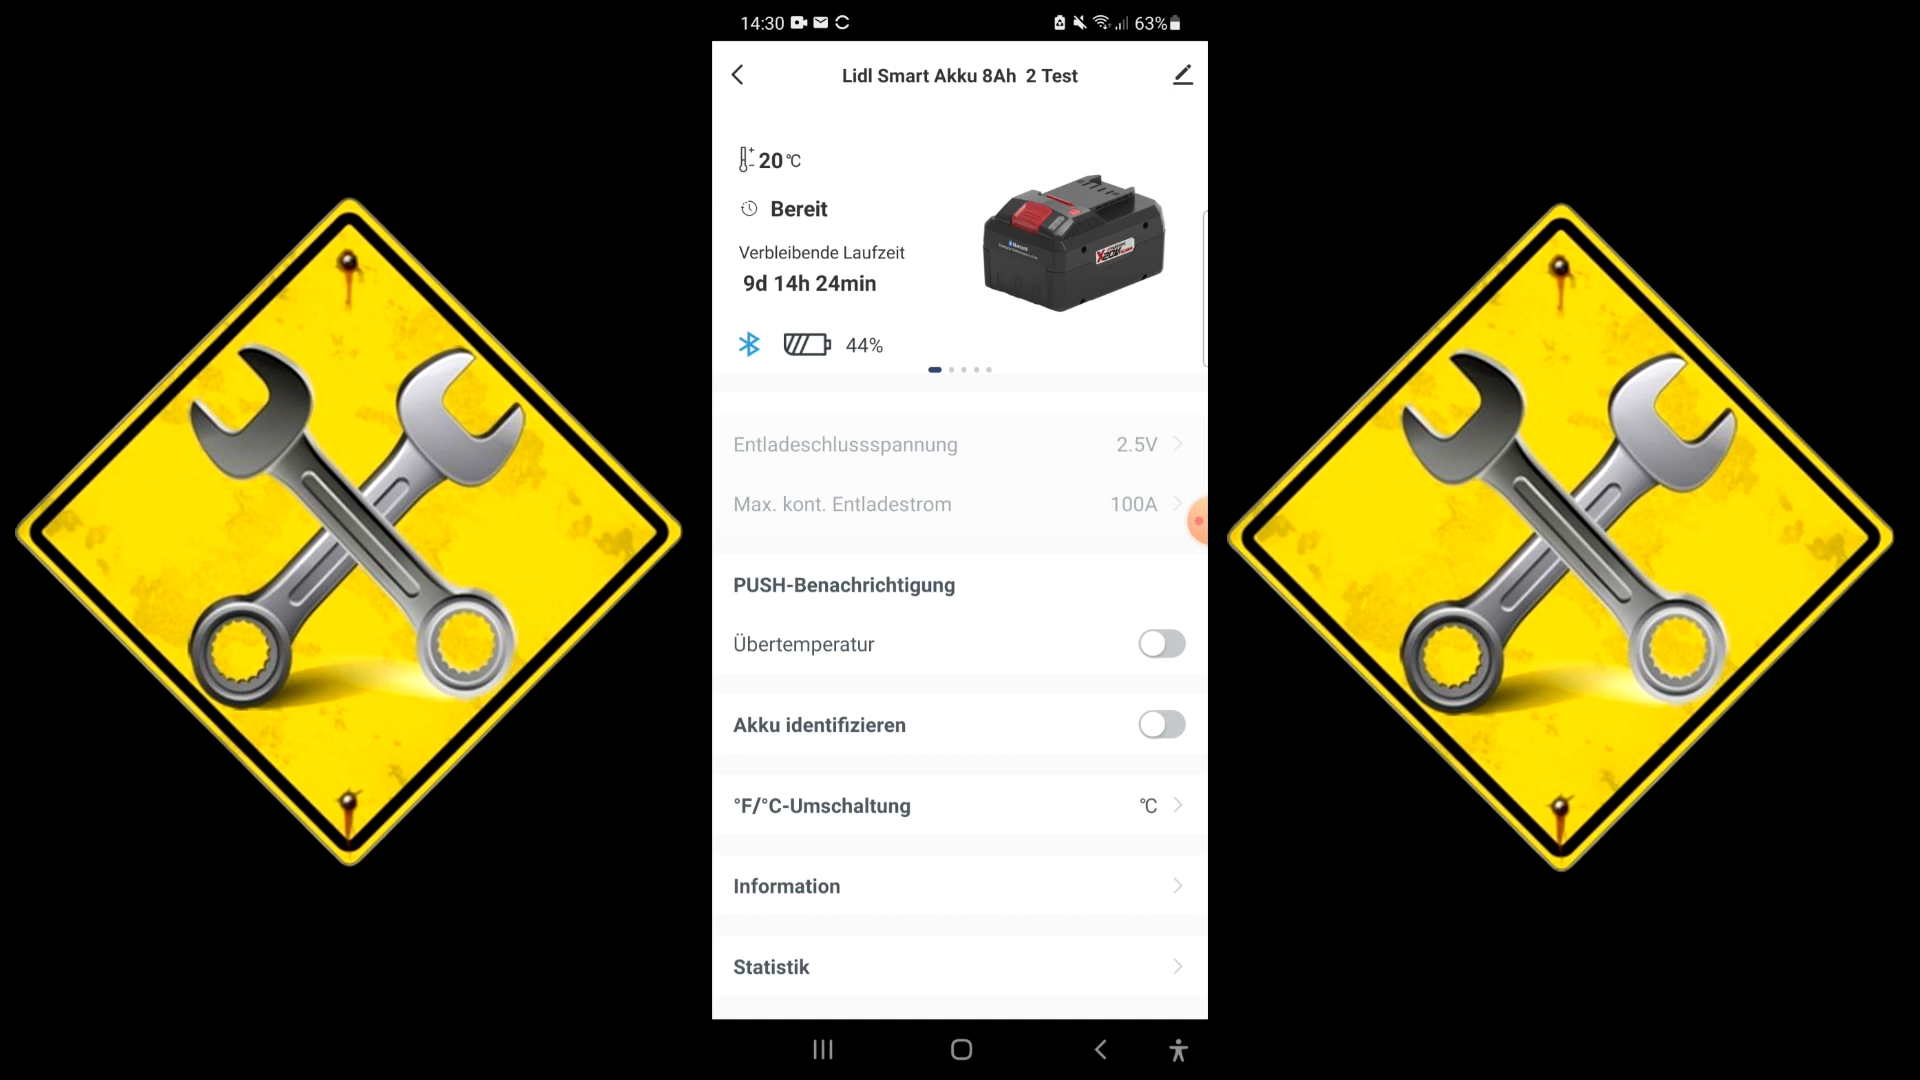 14:30
63%
Lidl Smart Akku 8Ah 2 Test
20 °C
Bereit
Verbleibende Laufzeit
9d 14h 24min
44%
Entladeschlussspannung 2.5V
Max. kont. Entladestrom 100A
PUSH-Benachrichtigung
Übertemperatur
Akku identifizieren
°F/°C-Umschaltung °C
Information
Statistik